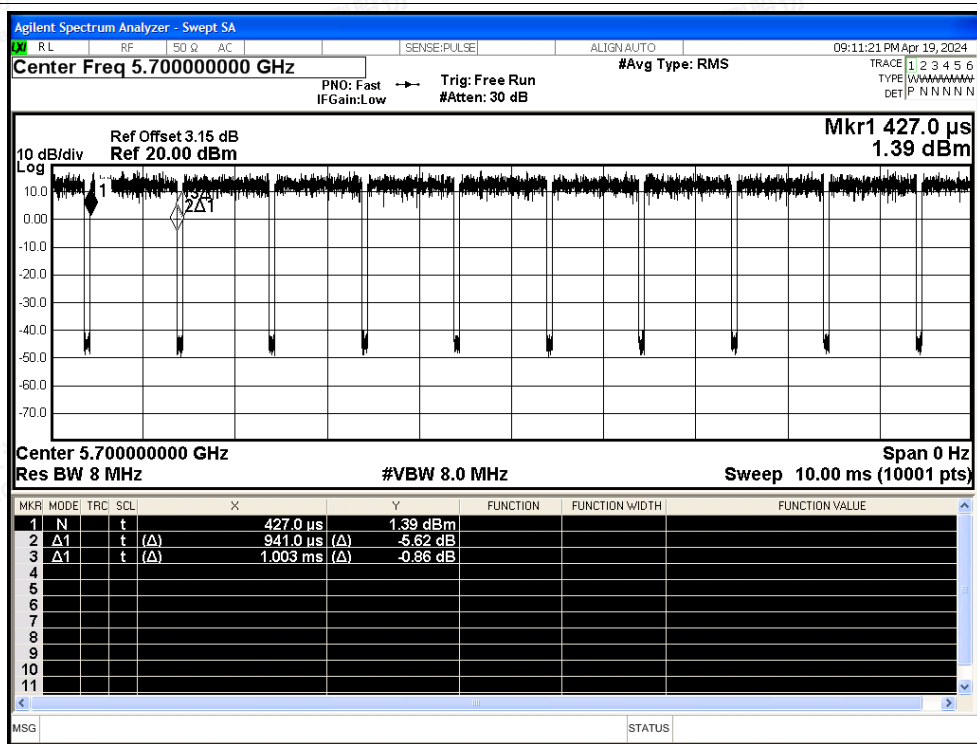 Agilent Spectrum Analyzer - Swept SA
LXI RL RF 50 Ω AC SENSE:PULSE ALIGN AUTO 09:11:21 PM Apr 19, 2024
Center Freq 5.700000000 GHz
PNO: Fast
IFGain:Low
Trig: Free Run
#Atten: 30 dB
#Avg Type: RMS
TRACE 1 2 3 4 5 6
TYPE WWWWWW
DET P N N N N N
Mkr1 427.0 µs
1.39 dBm
Ref Offset 3.15 dB
10 dB/div Ref 20.00 dBm
Log
10.0
0.00
-10.0
-20.0
-30.0
-40.0
-50.0
-60.0
-70.0
1
2Δ1
Center 5.700000000 GHz Span 0 Hz
Res BW 8 MHz #VBW 8.0 MHz Sweep 10.00 ms (10001 pts)
MKR MODE TRC SCL X Y FUNCTION FUNCTION WIDTH FUNCTION VALUE
1 N t 427.0 µs 1.39 dBm
2 Δ1 t (Δ) 941.0 µs (Δ) -5.62 dB
3 Δ1 t (Δ) 1.003 ms (Δ) -0.86 dB
4
5
6
7
8
9
10
11
MSG STATUS